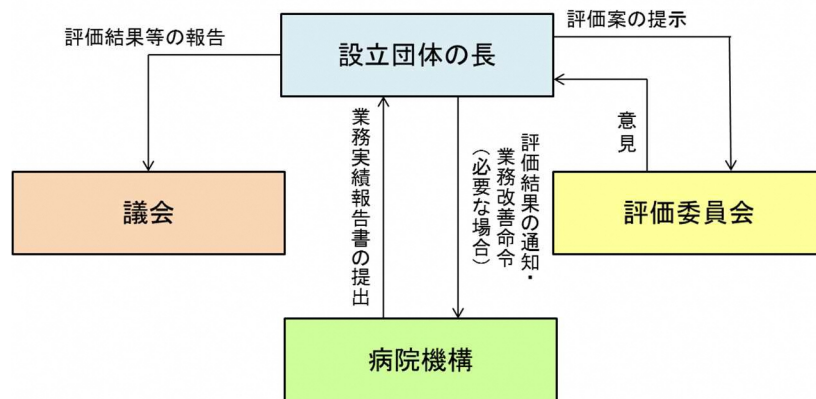 評価結果等の報告
設立団体の長
評価案の提示
意見
議会
業務実績報告書の提出
評価結果の通知・
業務改善命令
（必要な場合）
評価委員会
病院機構